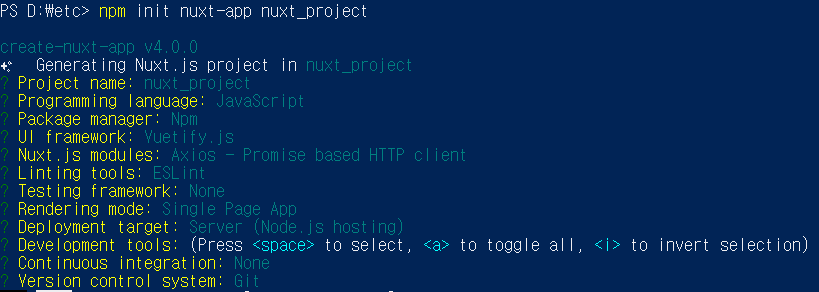 PS D:\etc> npm init nuxt-app nuxt_project
create-nuxt-app v4.0.0
✨ Generating Nuxt.js project in nuxt_project
? Project name: nuxt_project
? Programming language: JavaScript
? Package manager: Npm
? UI framework: Vuetify.js
? Nuxt.js modules: Axios - Promise based HTTP client
? Linting tools: ESLint
? Testing framework: None
? Rendering mode: Single Page App
? Deployment target: Server (Node.js hosting)
? Development tools: (Press <space> to select, <a> to toggle all, <i> to invert selection)
? Continuous integration: None
? Version control system: Git